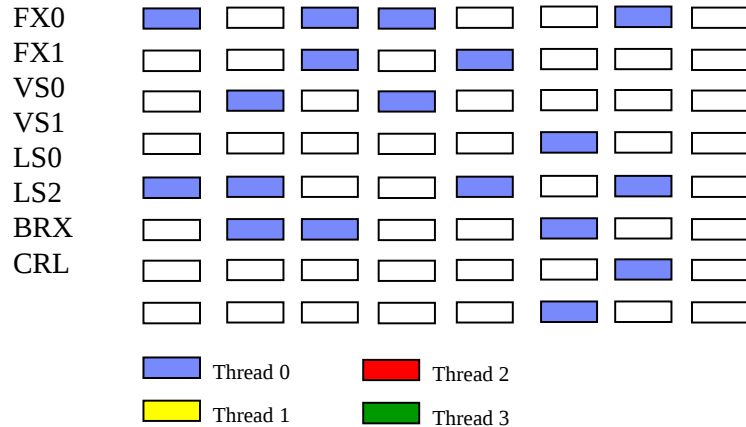 FX0
FX1
VS0
VS1
LS0
LS2
BRX
CRL
Thread 0
Thread 2
Thread 1
Thread 3